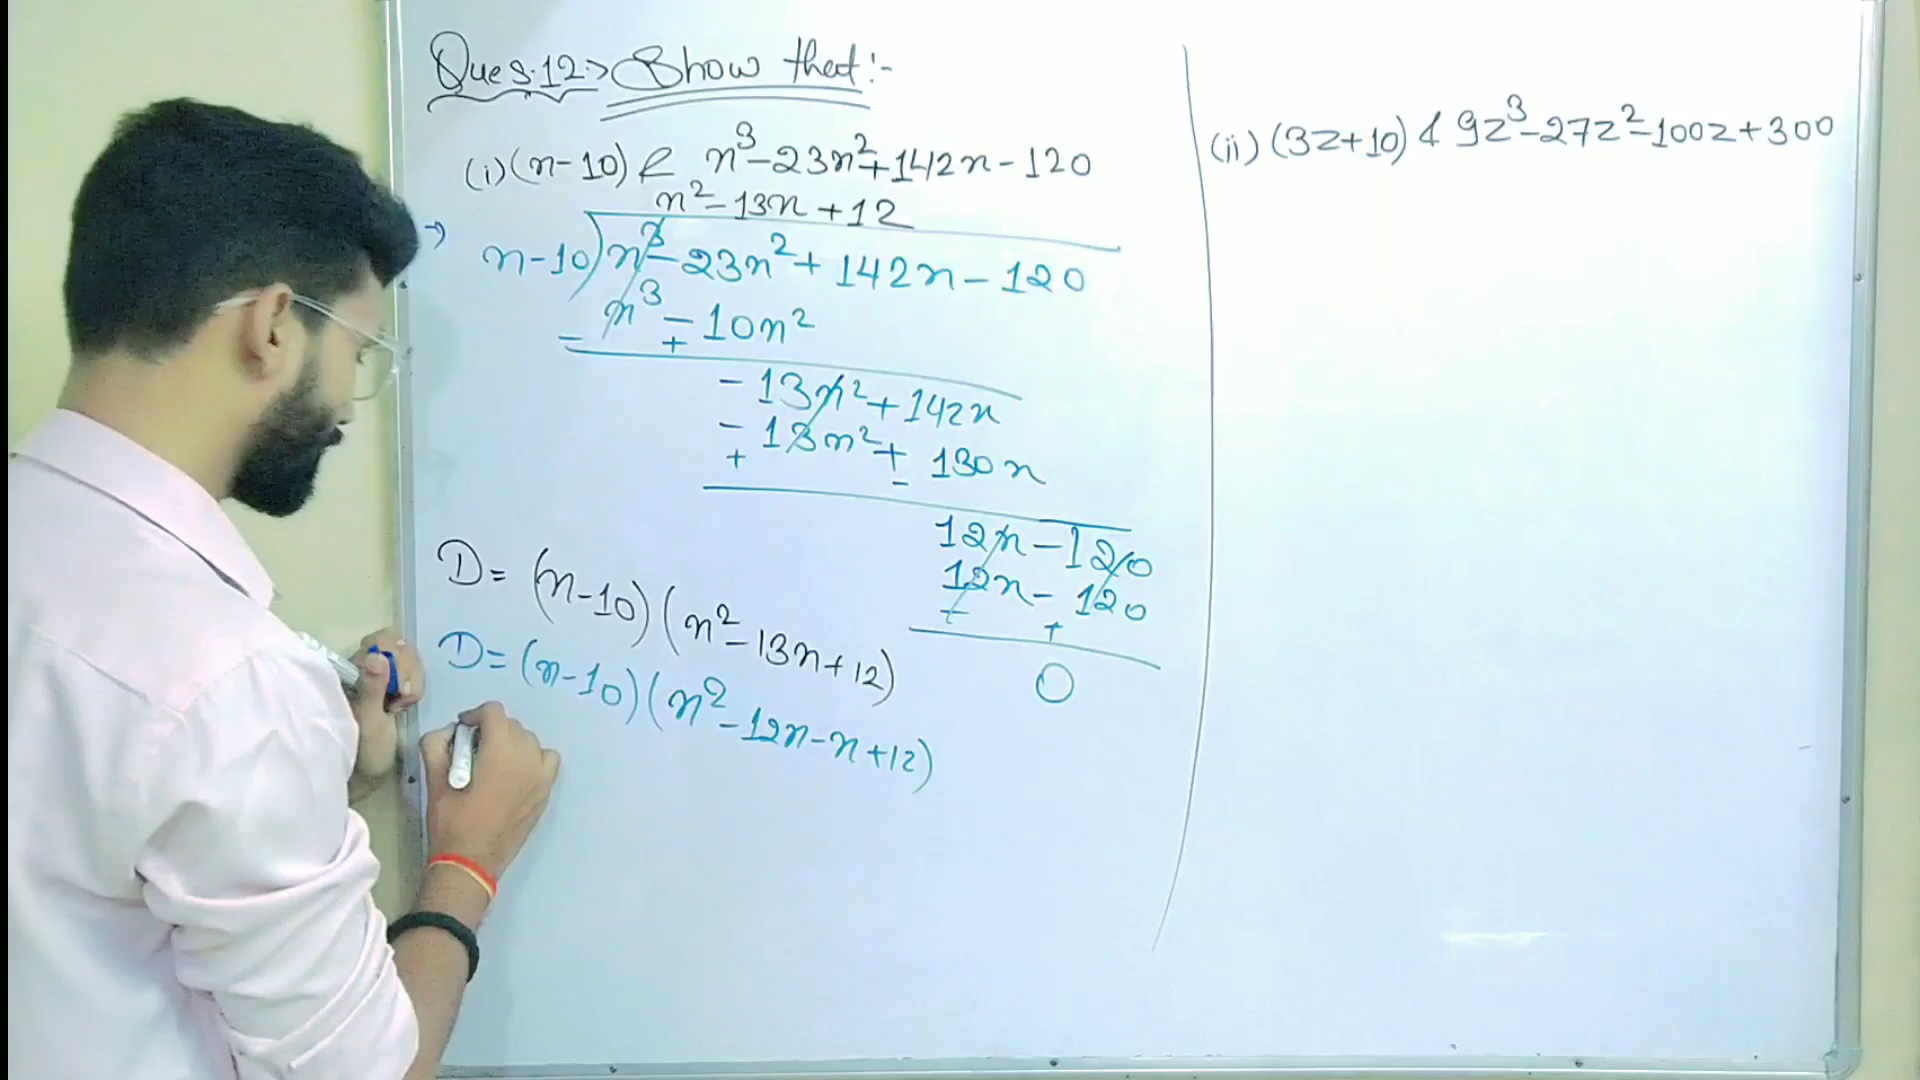 Ques.12:-> Show that:-
(i) (x-10) & x³-23x²+142x-120
x²-13x+12
→ x-10)x³-23x²+142x-120
x³-10x²
- +
-13x²+142x
-13x²+130x
+ -
12x-120
12x-120
- +
0
D= (x-10)(x²-13x+12)
D=(x-10)(x²-12x-x+12)
(ii) (3z+10) & 9z³-27z²-100z+300